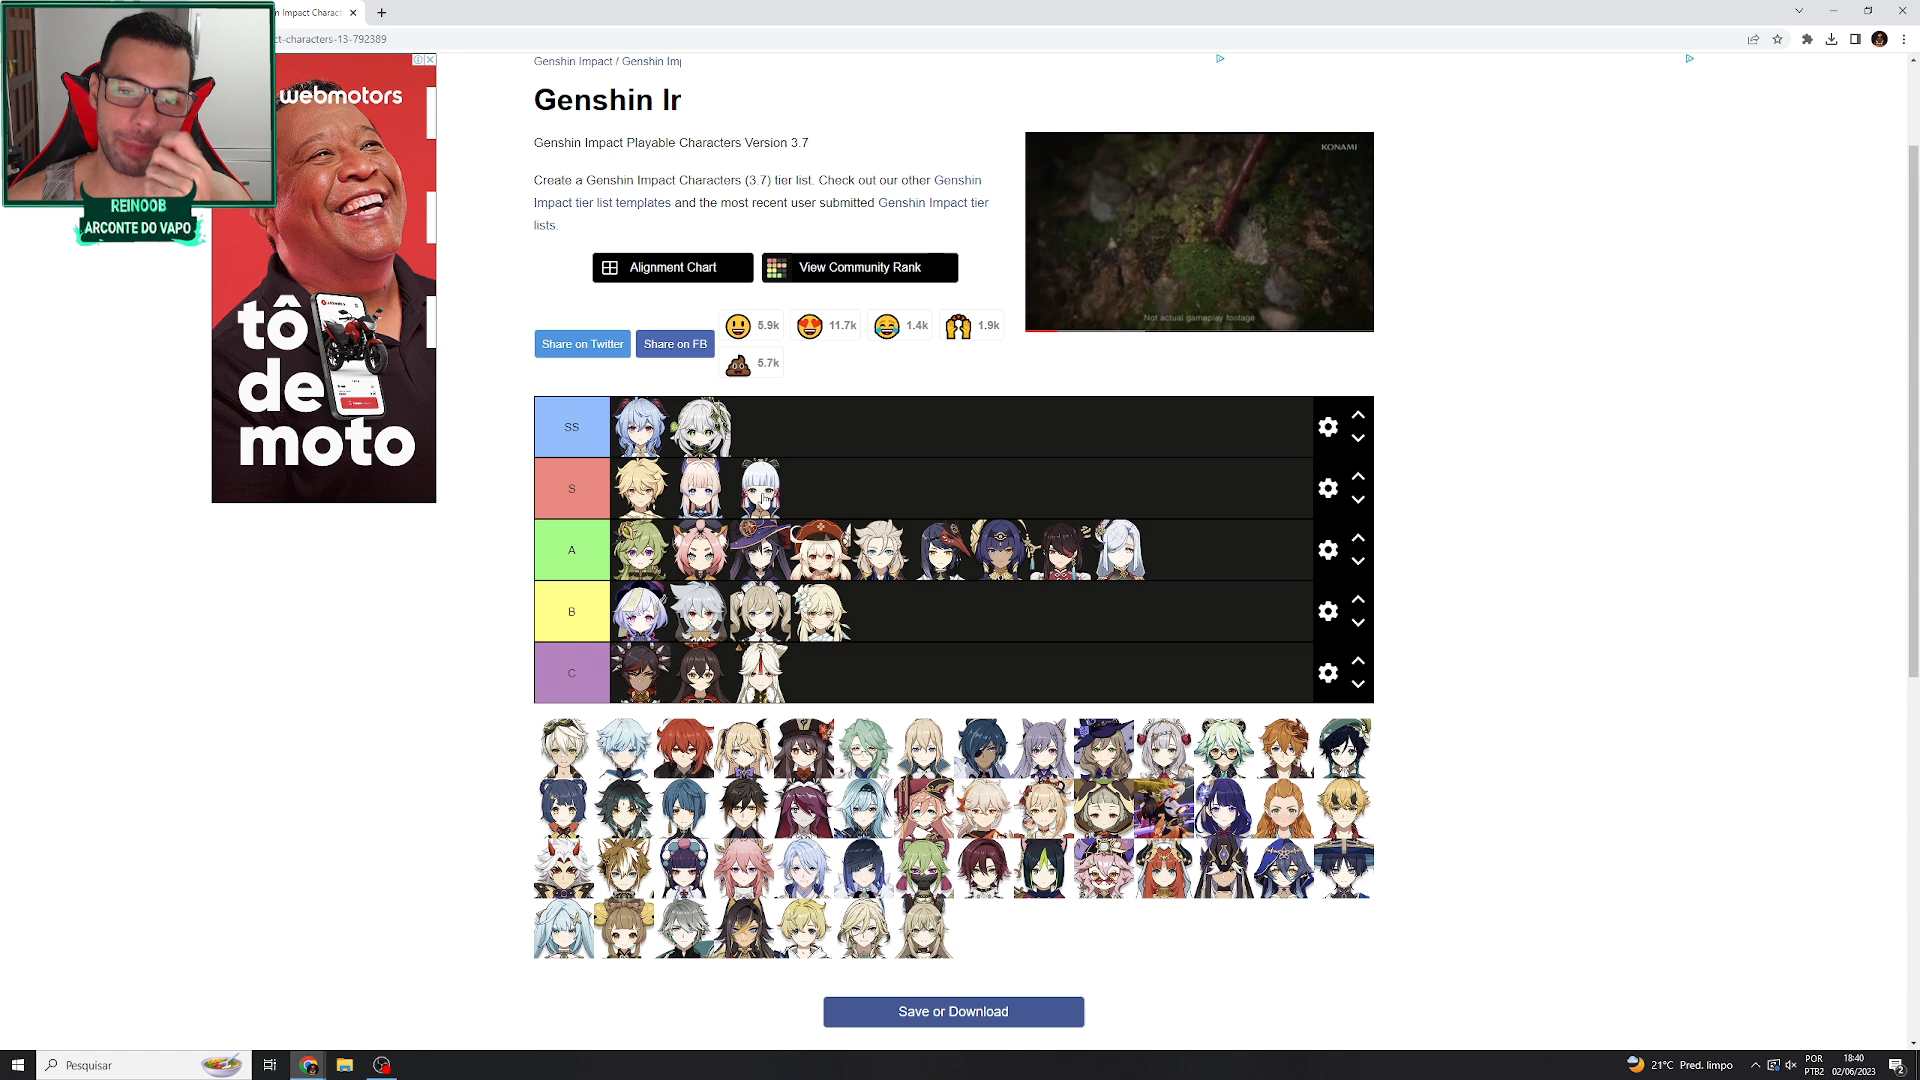 n Impact Charact
ct-characters-13-792389
REINOOB
ARCONTE DO VAPO
webmotors
tô
de
moto
Genshin Impact / Genshin Imp
Genshin Ir
Genshin Impact Playable Characters Version 3.7
Create a Genshin Impact Characters (3.7) tier list. Check out our other Genshin
Impact tier list templates and the most recent user submitted Genshin Impact tier
lists.
Alignment Chart
View Community Rank
KONAMI
Not actual gameplay footage
Share on Twitter
Share on FB
5.9k
11.7k
1.4k
1.9k
5.7k
SS
S
A
B
C
Save or Download
Pesquisar
21°C Pred. limpo
POR
PTB2
18:40
02/06/2023
2